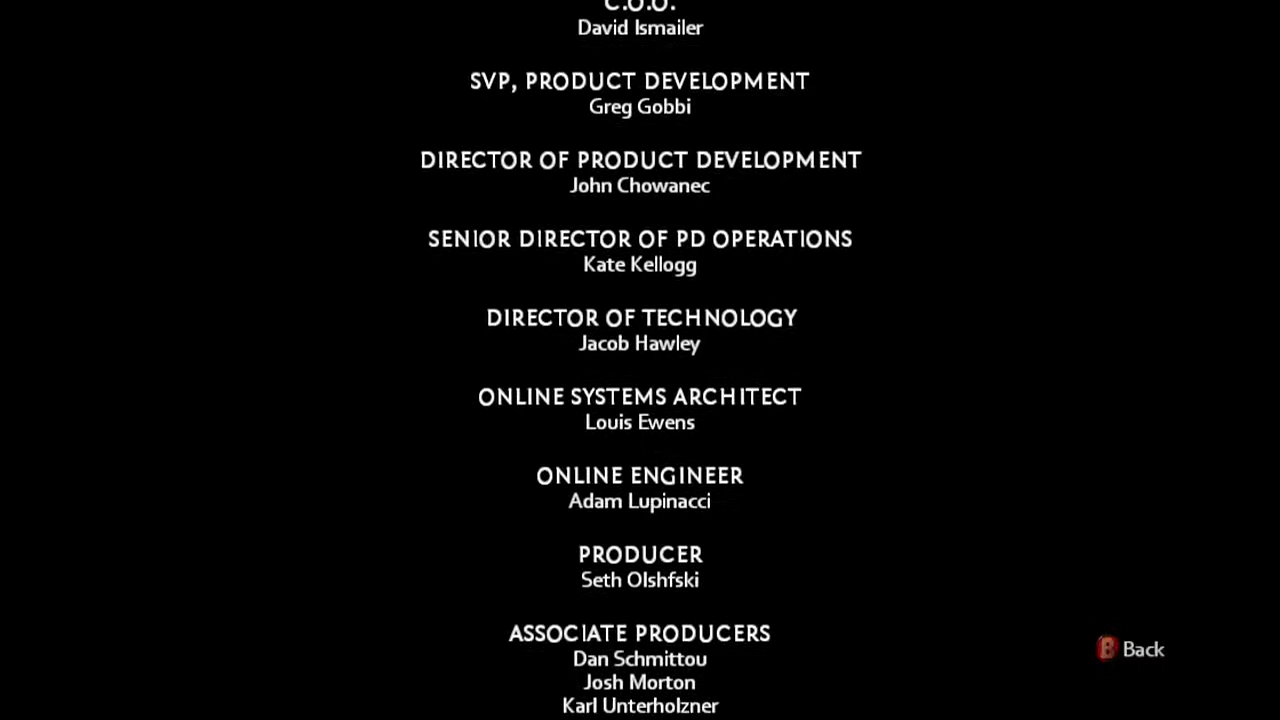 C.O.O.
David Ismailer
SVP, PRODUCT DEVELOPMENT
Greg Gobbi
DIRECTOR OF PRODUCT DEVELOPMENT
John Chowanec
SENIOR DIRECTOR OF PD OPERATIONS
Kate Kellogg
DIRECTOR OF TECHNOLOGY
Jacob Hawley
ONLINE SYSTEMS ARCHITECT
Louis Ewens
ONLINE ENGINEER
Adam Lupinacci
PRODUCER
Seth Olshfski
ASSOCIATE PRODUCERS
Dan Schmittou
B Back
Josh Morton
Karl Unterholzner